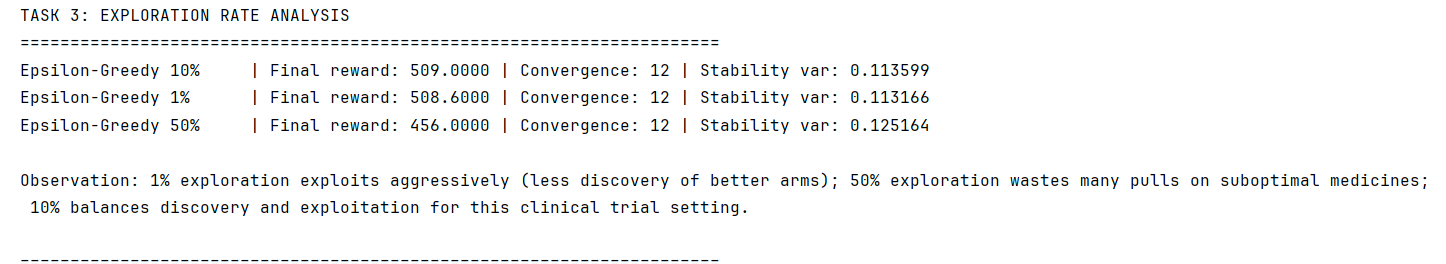 TASK 3: EXPLORATION RATE ANALYSIS
======================================================================
Epsilon-Greedy 10%     | Final reward: 509.0000 | Convergence: 12 | Stability var: 0.113599
Epsilon-Greedy 1%      | Final reward: 508.6000 | Convergence: 12 | Stability var: 0.113166
Epsilon-Greedy 50%     | Final reward: 456.0000 | Convergence: 12 | Stability var: 0.125164
Observation: 1% exploration exploits aggressively (less discovery of better arms); 50% exploration wastes many pulls on suboptimal medicines;
10% balances discovery and exploitation for this clinical trial setting.
----------------------------------------------------------------------